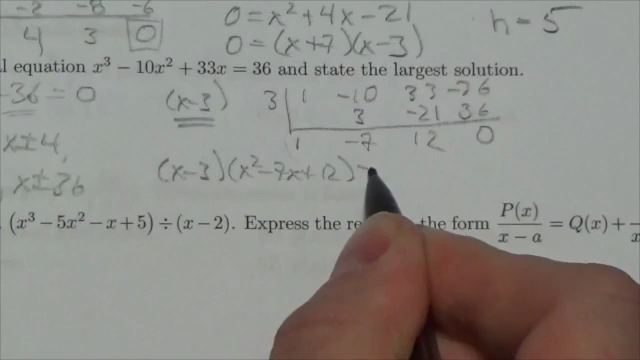 -2 -8 -6
4 3 0
0 = x² + 4x - 21
0 = (x+7)(x-3)
n = 5
al equation x³ − 10x² + 33x = 36 and state the largest solution.
-36 = 0
(x-3)
3 | 1 -10 33 -36
3 -21 36
1 -7 12 0
x±4,
x±36
(x-3)(x²-7x+12) =
(x³ − 5x² − x + 5) ÷ (x − 2). Express the re the form P(x)/(x − a) = Q(x) +